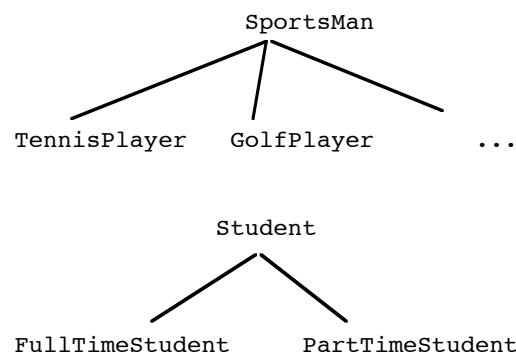 SportsMan
TennisPlayer GolfPlayer ...
Student
FullTimeStudent PartTimeStudent